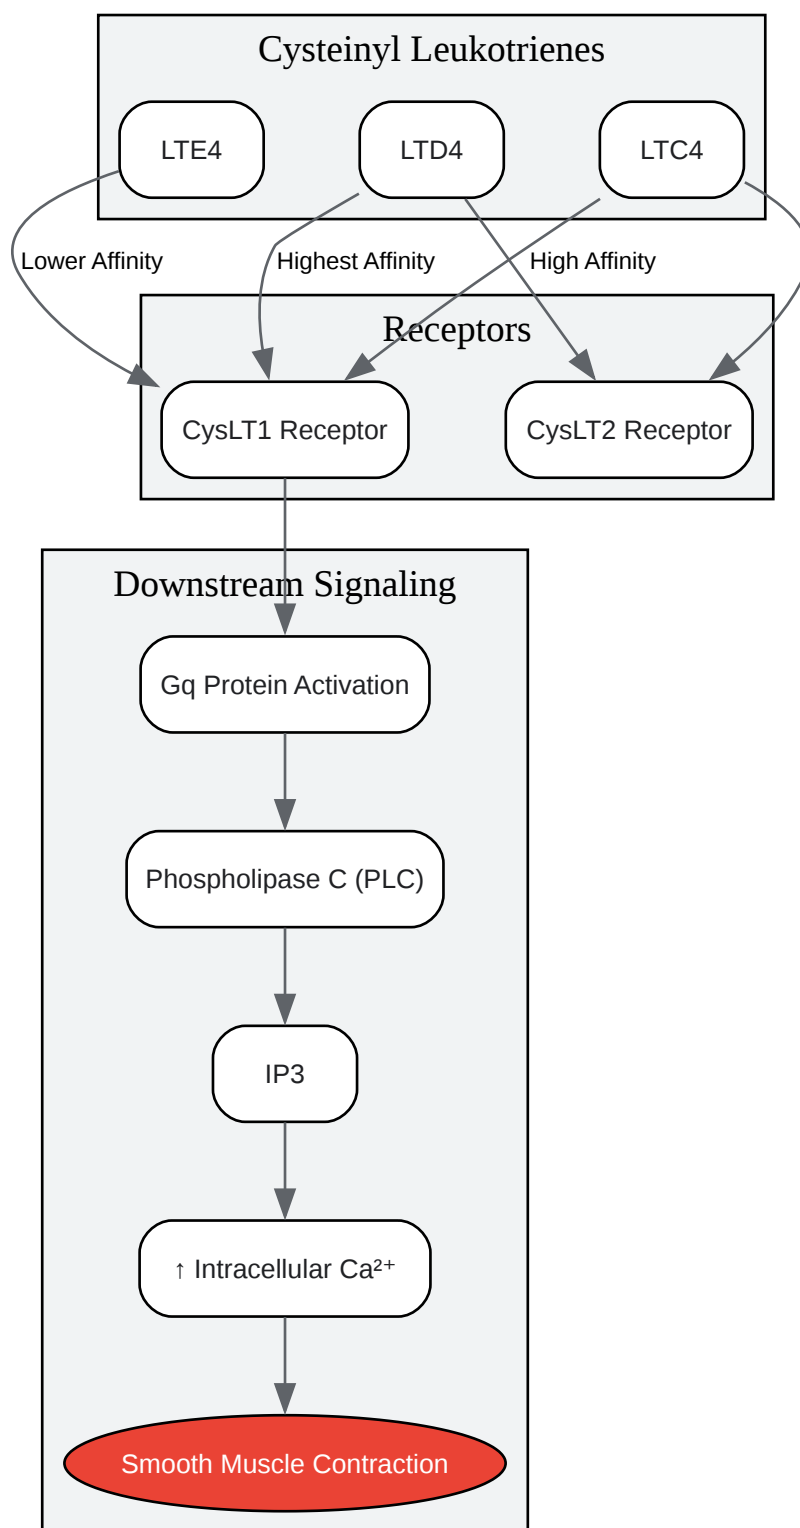 Cysteinyl Leukotrienes
LTE4
LTD4
LTC4
Lower Affinity
Highest Affinity
High Affinity
Receptors
CysLT1 Receptor
CysLT2 Receptor
Downstream Signaling
Gq Protein Activation
Phospholipase C (PLC)
IP3
↑ Intracellular Ca²⁺
Smooth Muscle Contraction